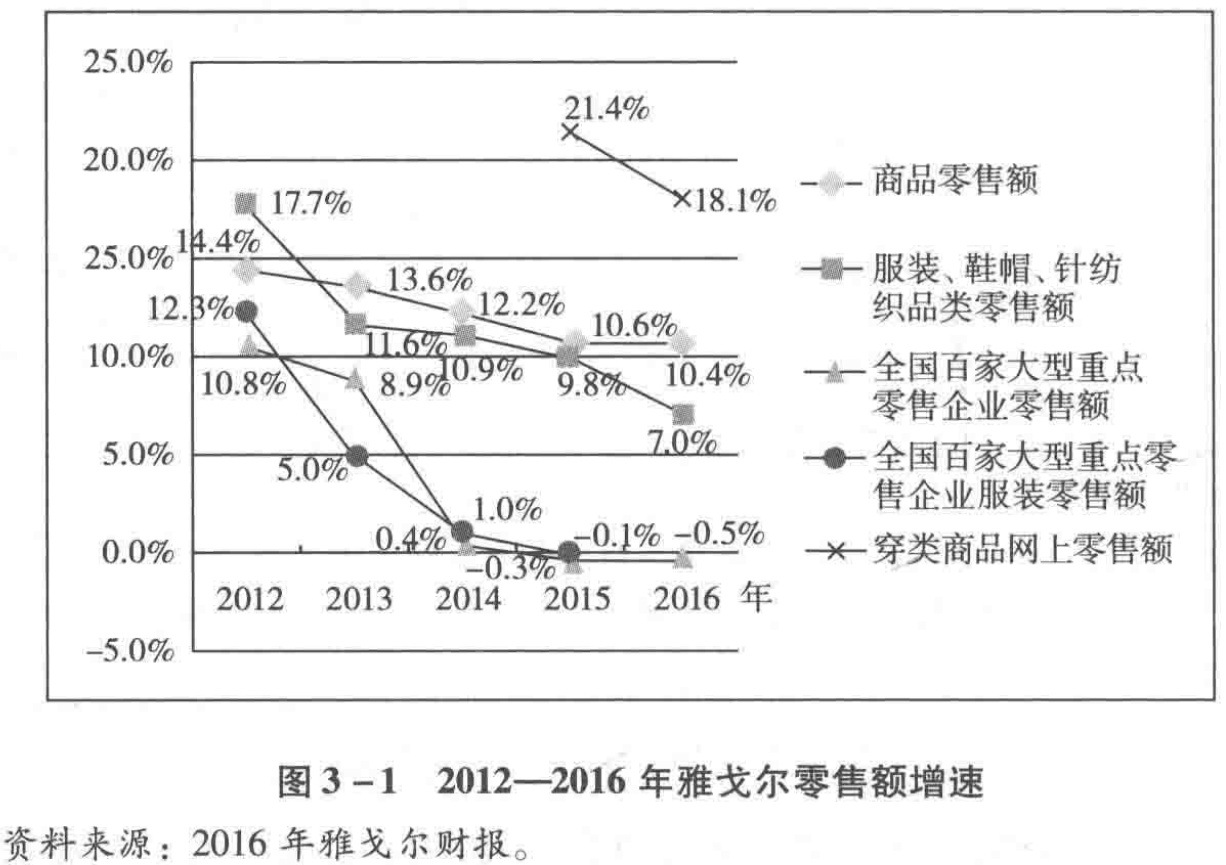 25.0%
20.0%
25.0%
10.0%
5.0%
0.0%
-5.0%
21.4%
18.1%
17.7%
14.4%
13.6%
12.2%
10.6%
10.4%
12.3%
11.6%
10.9%
9.8%
7.0%
10.8%
8.9%
5.0%
1.0%
0.4%
-0.3%
-0.1%
-0.5%
2012 2013 2014 2015 2016 年
商品零售额
服装、鞋帽、针纺
织品类零售额
全国百家大型重点
零售企业零售额
全国百家大型重点零
售企业服装零售额
穿类商品网上零售额
图 3-1 2012—2016 年雅戈尔零售额增速
资料来源：2016 年雅戈尔财报。